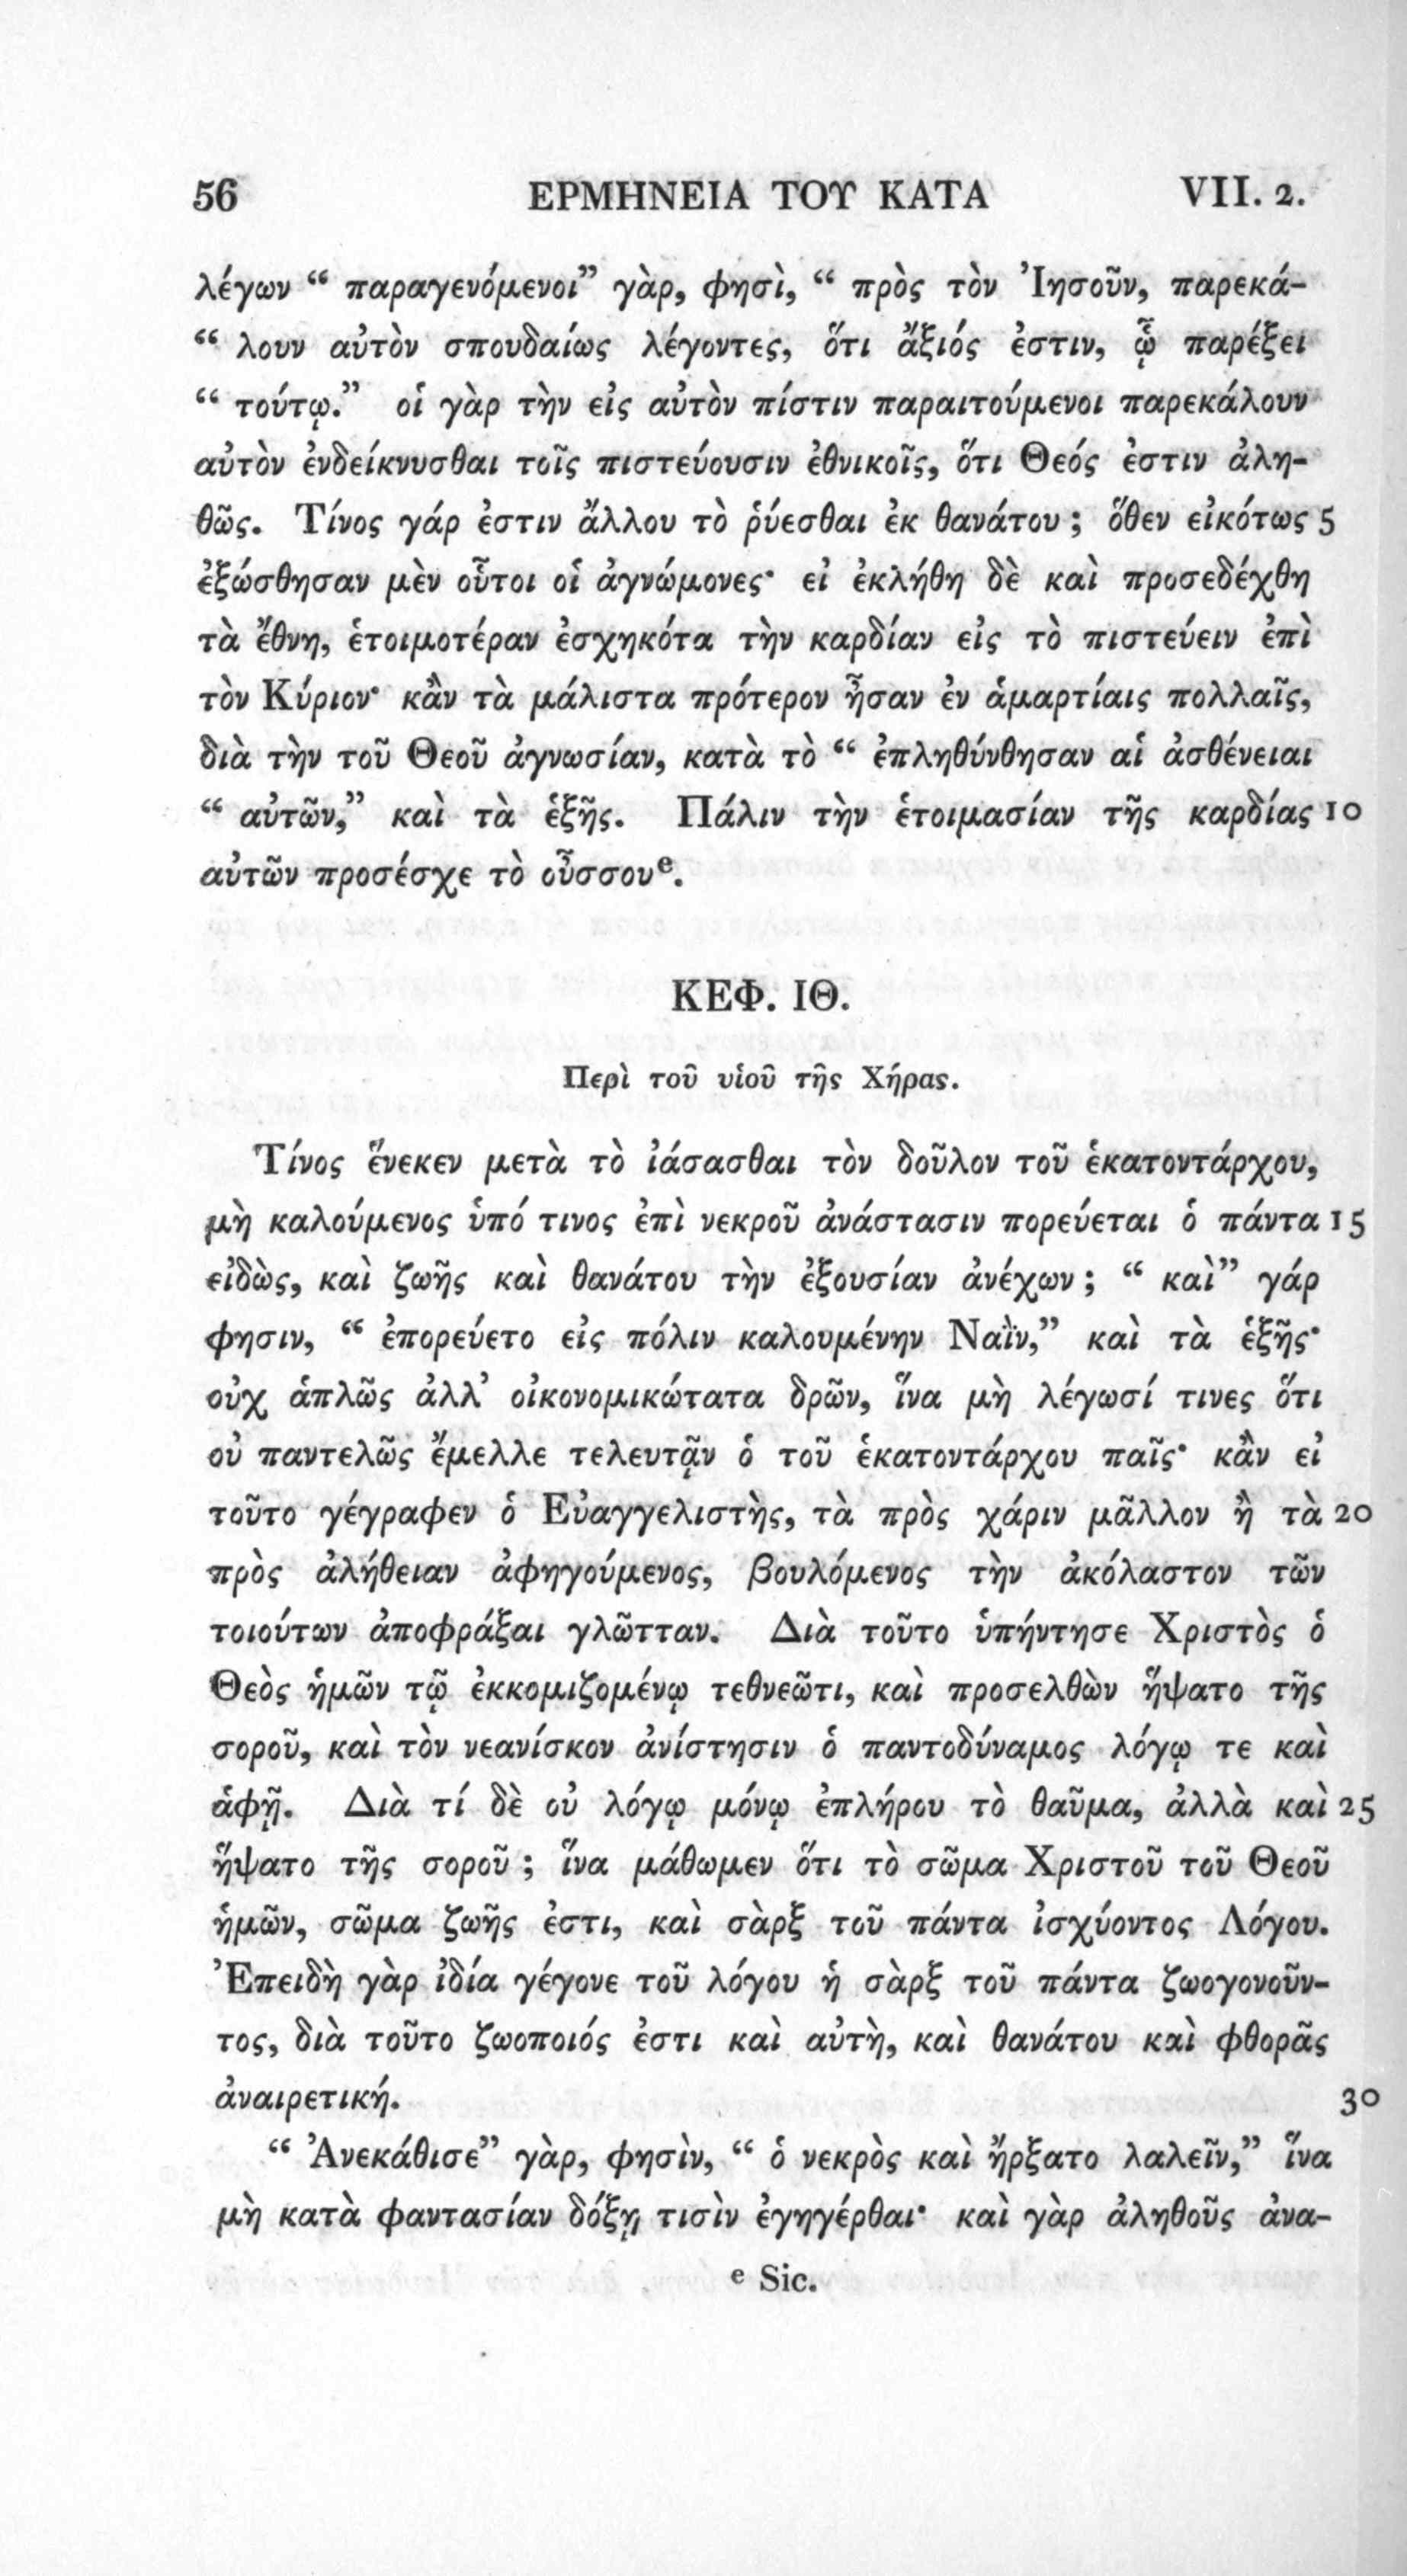 56 ΕΡΜΗΝΕΙΑ ΤΟΥ ΚΑΤΑ VII. 2.
λέγων “ παραγενόμενοι” γὰρ, φησὶ, “ πρὸς τὸν Ἰησοῦν, παρεκά-
“ λουν αὐτὸν σπουδαίως λέγοντες, ὅτι ἄξιός ἐστιν, ᾧ παρέξει
“ τούτῳ.” οἱ γὰρ τὴν εἰς αὐτὸν πίστιν παραιτούμενοι παρεκάλουν
αὐτὸν ἐνδείκνυσθαι τοῖς πιστεύουσιν ἐθνικοῖς, ὅτι Θεός ἐστιν ἀλη-
θῶς. Τίνος γάρ ἐστιν ἄλλου τὸ ῥύεσθαι ἐκ θανάτου ; ὅθεν εἰκότως 5
ἐξώσθησαν μὲν οὗτοι οἱ ἀγνώμονες· εἰ ἐκλήθη δὲ καὶ προσεδέχθη
τὰ ἔθνη, ἑτοιμοτέραν ἐσχηκότα τὴν καρδίαν εἰς τὸ πιστεύειν ἐπὶ
τὸν Κύριον· κἂν τὰ μάλιστα πρότερον ἦσαν ἐν ἁμαρτίαις πολλαῖς,
διὰ τὴν τοῦ Θεοῦ ἀγνωσίαν, κατὰ τὸ “ ἐπληθύνθησαν αἱ ἀσθένειαι
“ αὐτῶν,” καὶ τὰ ἑξῆς. Πάλιν τὴν ἑτοιμασίαν τῆς καρδίας 10
αὐτῶν προσέσχε τὸ οὖσσου e.
ΚΕΦ. ΙΘ.
Περὶ τοῦ υἱοῦ τῆς Χήρας.
Τίνος ἕνεκεν μετὰ τὸ ἰάσασθαι τὸν δοῦλον τοῦ ἑκατοντάρχου,
μὴ καλούμενος ὑπό τινος ἐπὶ νεκροῦ ἀνάστασιν πορεύεται ὁ πάντα 15
εἰδὼς, καὶ ζωῆς καὶ θανάτου τὴν ἐξουσίαν ἀνέχων ; “ καὶ” γάρ
φησιν, “ ἐπορεύετο εἰς πόλιν καλουμένην Ναῒν,” καὶ τὰ ἑξῆς·
οὐχ ἁπλῶς ἀλλ’ οἰκονομικώτατα δρῶν, ἵνα μὴ λέγωσί τινες ὅτι
οὐ παντελῶς ἔμελλε τελευτᾷν ὁ τοῦ ἑκατοντάρχου παῖς· κἂν εἰ
τοῦτο γέγραφεν ὁ Εὐαγγελιστὴς, τὰ πρὸς χάριν μᾶλλον ἢ τὰ 20
πρὸς ἀλήθειαν ἀφηγούμενος, βουλόμενος τὴν ἀκόλαστον τῶν
τοιούτων ἀποφράξαι γλῶτταν. Διὰ τοῦτο ὑπήντησε Χριστὸς ὁ
Θεὸς ἡμῶν τῷ ἐκκομιζομένῳ τεθνεῶτι, καὶ προσελθὼν ἥψατο τῆς
σοροῦ, καὶ τὸν νεανίσκον ἀνίστησιν ὁ παντοδύναμος λόγῳ τε καὶ
ἁφῇ. Διὰ τί δὲ οὐ λόγῳ μόνῳ ἐπλήρου τὸ θαῦμα, ἀλλὰ καὶ 25
ἥψατο τῆς σοροῦ ; ἵνα μάθωμεν ὅτι τὸ σῶμα Χριστοῦ τοῦ Θεοῦ
ἡμῶν, σῶμα ζωῆς ἐστι, καὶ σὰρξ τοῦ πάντα ἰσχύοντος Λόγου.
Ἐπειδὴ γὰρ ἰδία γέγονε τοῦ λόγου ἡ σὰρξ τοῦ πάντα ζωογονοῦν-
τος, διὰ τοῦτο ζωοποιός ἐστι καὶ αὐτὴ, καὶ θανάτου καὶ φθορᾶς
ἀναιρετική. 30
“ Ἀνεκάθισε” γὰρ, φησὶν, “ ὁ νεκρὸς καὶ ἤρξατο λαλεῖν,” ἵνα
μὴ κατὰ φαντασίαν δόξῃ τισὶν ἐγηγέρθαι· καὶ γὰρ ἀληθοῦς ἀνα-
e Sic.